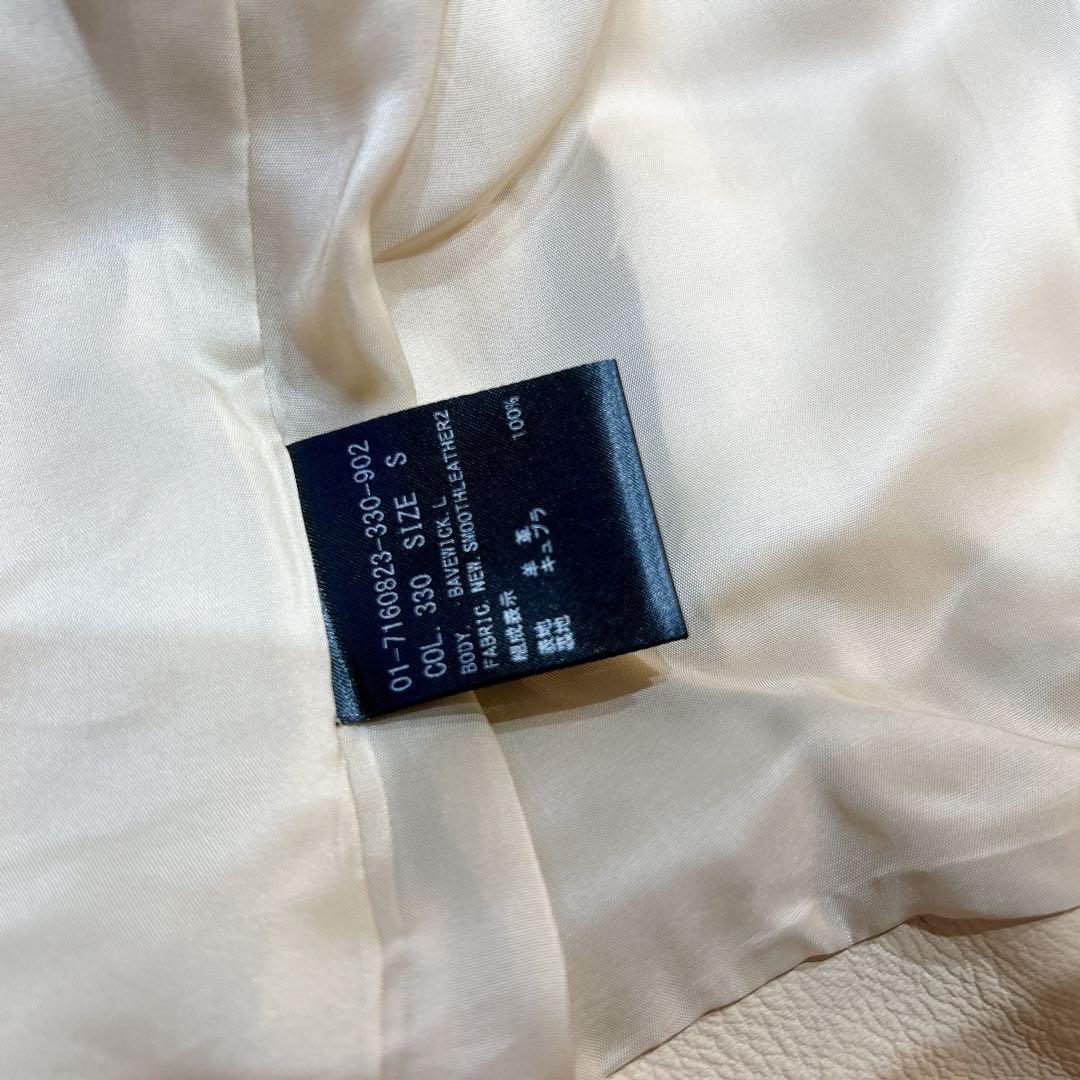 01-7160823-330-902
COL. 330 SIZE S
BODY. BAVEWICK.L
FABRIC. NEW.SMOOTHLEATHER2
組成表示
表地 革
裏地 キュプラ 100%